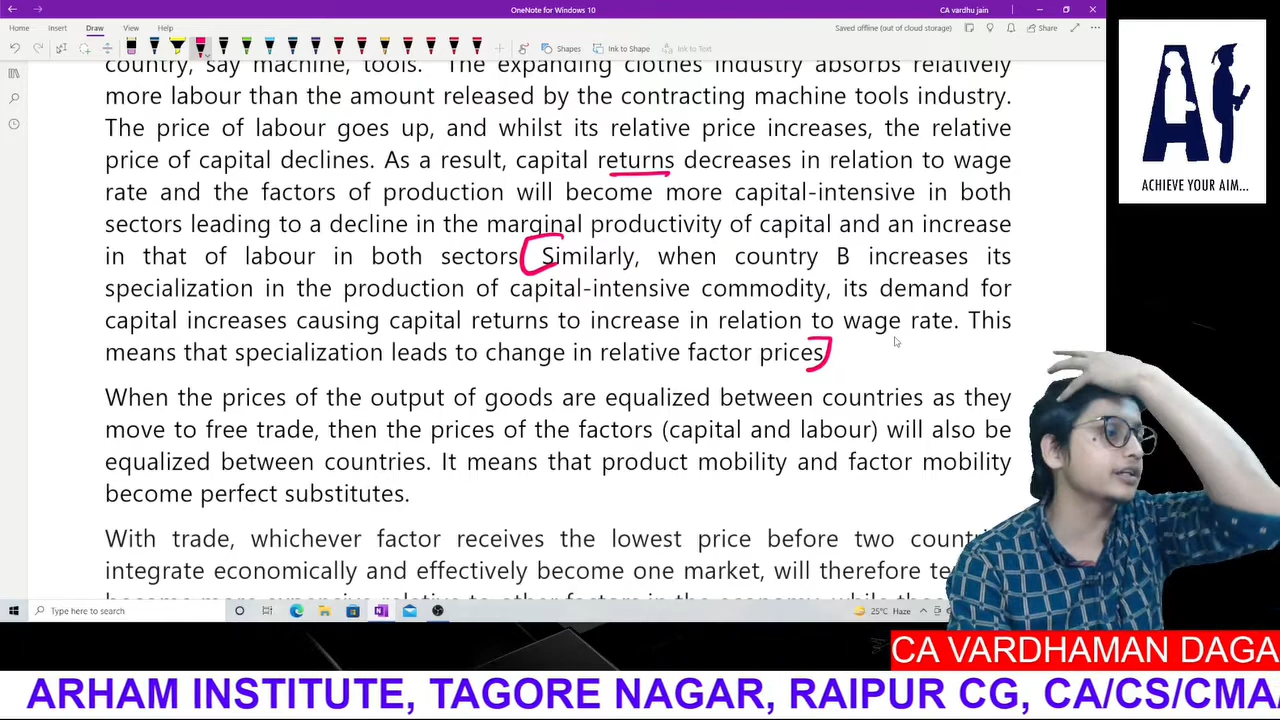 OneNote for Windows 10
CA vardhu jain
Home Insert Draw View Help
Saved offline (out of cloud storage)
Share
Shapes
Ink to Shape
Ink to Text
country, say machine, tools. The expanding clothes industry absorbs relatively
more labour than the amount released by the contracting machine tools industry.
The price of labour goes up, and whilst its relative price increases, the relative
price of capital declines. As a result, capital returns decreases in relation to wage
rate and the factors of production will become more capital-intensive in both
sectors leading to a decline in the marginal productivity of capital and an increase
in that of labour in both sectors. Similarly, when country B increases its
specialization in the production of capital-intensive commodity, its demand for
capital increases causing capital returns to increase in relation to wage rate. This
means that specialization leads to change in relative factor prices.
When the prices of the output of goods are equalized between countries as they
move to free trade, then the prices of the factors (capital and labour) will also be
equalized between countries. It means that product mobility and factor mobility
become perfect substitutes.
With trade, whichever factor receives the lowest price before two
integrate economically and effectively become one market, will therefore
become more expensive relative to other factors in the economy, while
ACHIEVE YOUR AIM...
Type here to search
25°C Haze
CA VARDHAMAN DAGA
ARHAM INSTITUTE, TAGORE NAGAR, RAIPUR CG, CA/CS/CMA